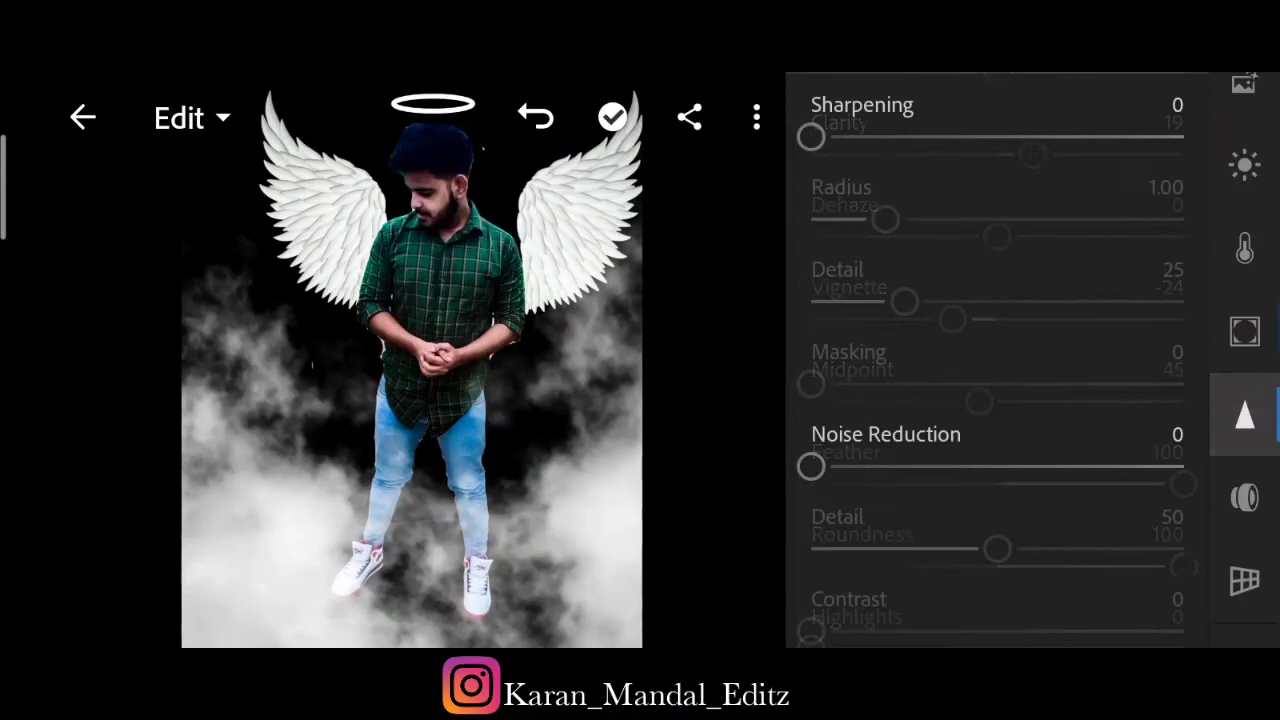 Edit
Sharpening 0
Clarity 19
Radius 1.00
Dehaze 0
Detail 25
Vignette -24
Masking 0
Midpoint 45
Noise Reduction 0
Feather 100
Detail 50
Roundness 100
Contrast 0
Highlights 0
Karan_Mandal_Editz